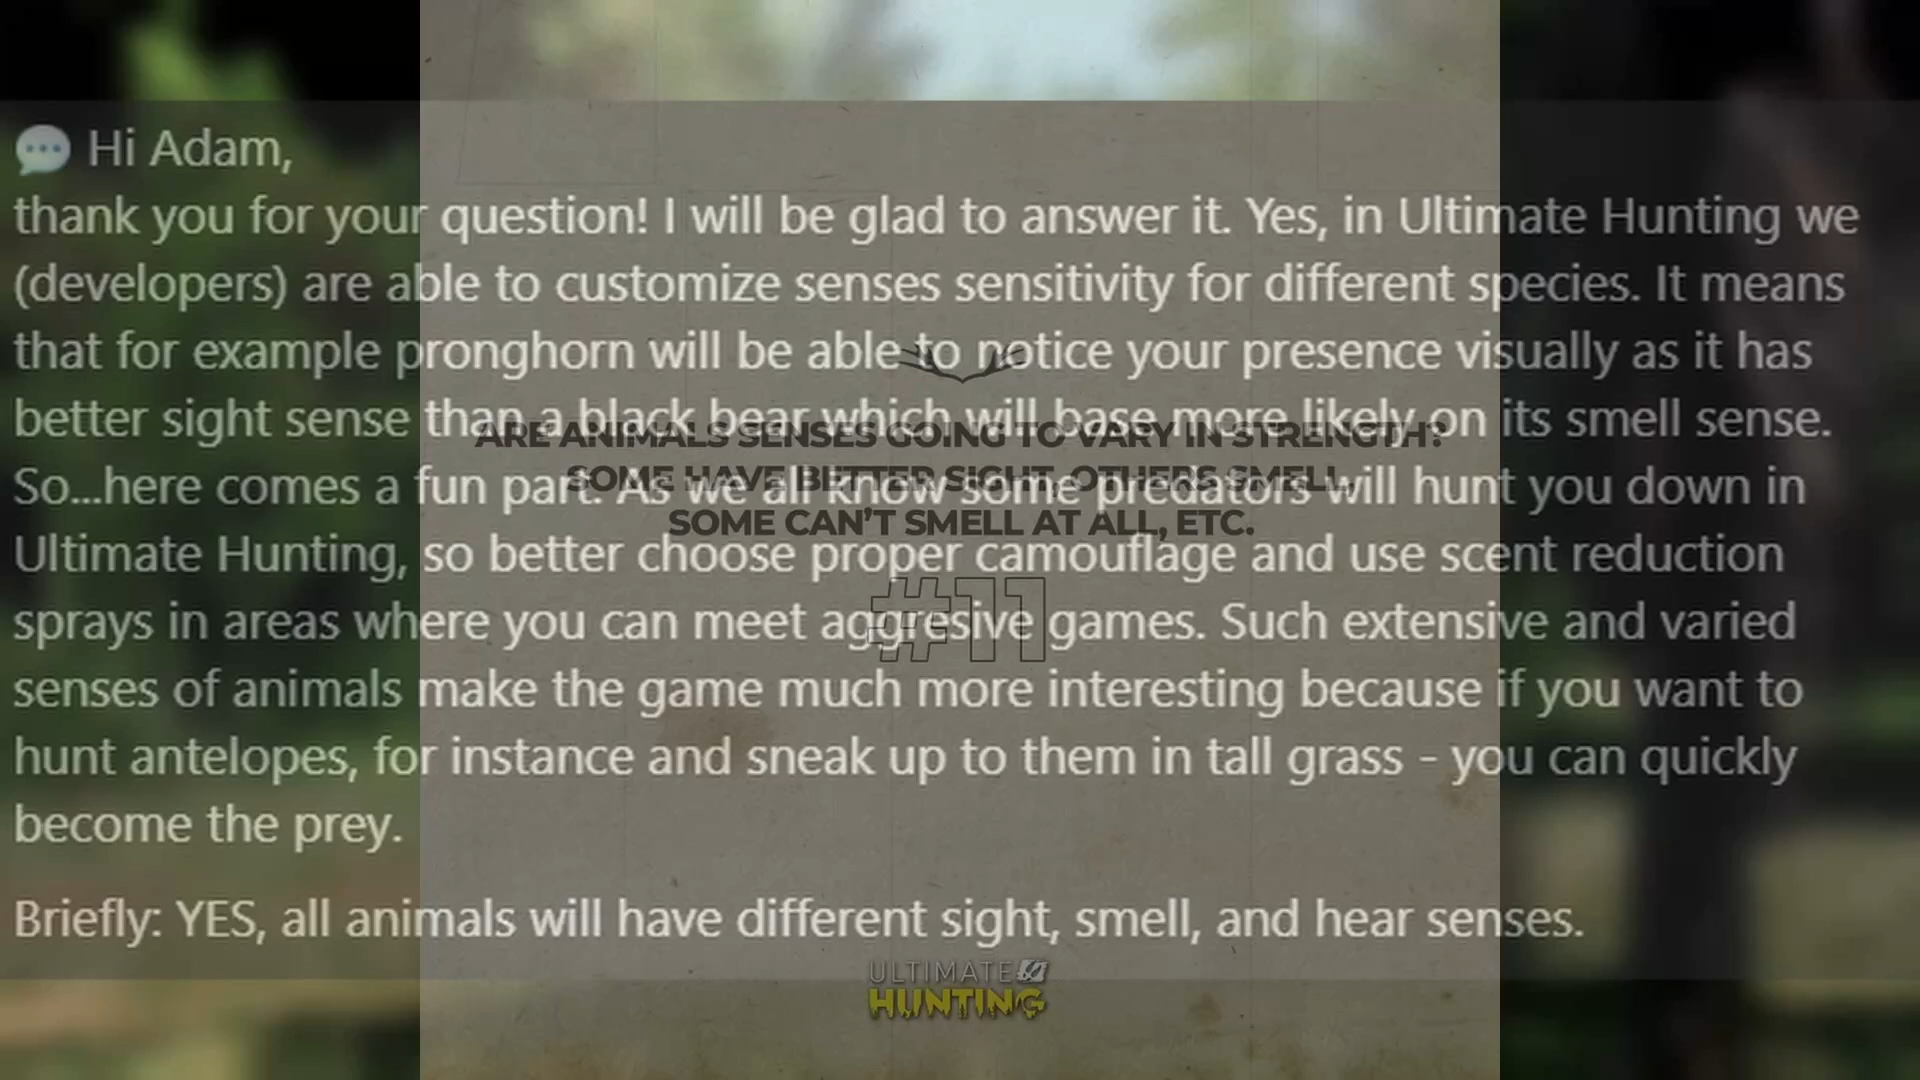 Hi Adam,
thank you for your question! I will be glad to answer it. Yes, in Ultimate Hunting we
(developers) are able to customize senses sensitivity for different species. It means
that for example pronghorn will be able to notice your presence visually as it has
better sight sense than a black bear which will base more likely on its smell sense.
So...here comes a fun part. As we all know some predators will hunt you down in
Ultimate Hunting, so better choose proper camouflage and use scent reduction
sprays in areas where you can meet aggresive games. Such extensive and varied
senses of animals make the game much more interesting because if you want to
hunt antelopes, for instance and sneak up to them in tall grass - you can quickly
become the prey.
Briefly: YES, all animals will have different sight, smell, and hear senses.
ARE ANIMALS SENSES GOING TO VARY IN STRENGTH?
SOME HAVE BETTER SIGHT, OTHERS SMELL,
SOME CAN'T SMELL AT ALL, ETC.
#11
ULTIMATE
HUNTING